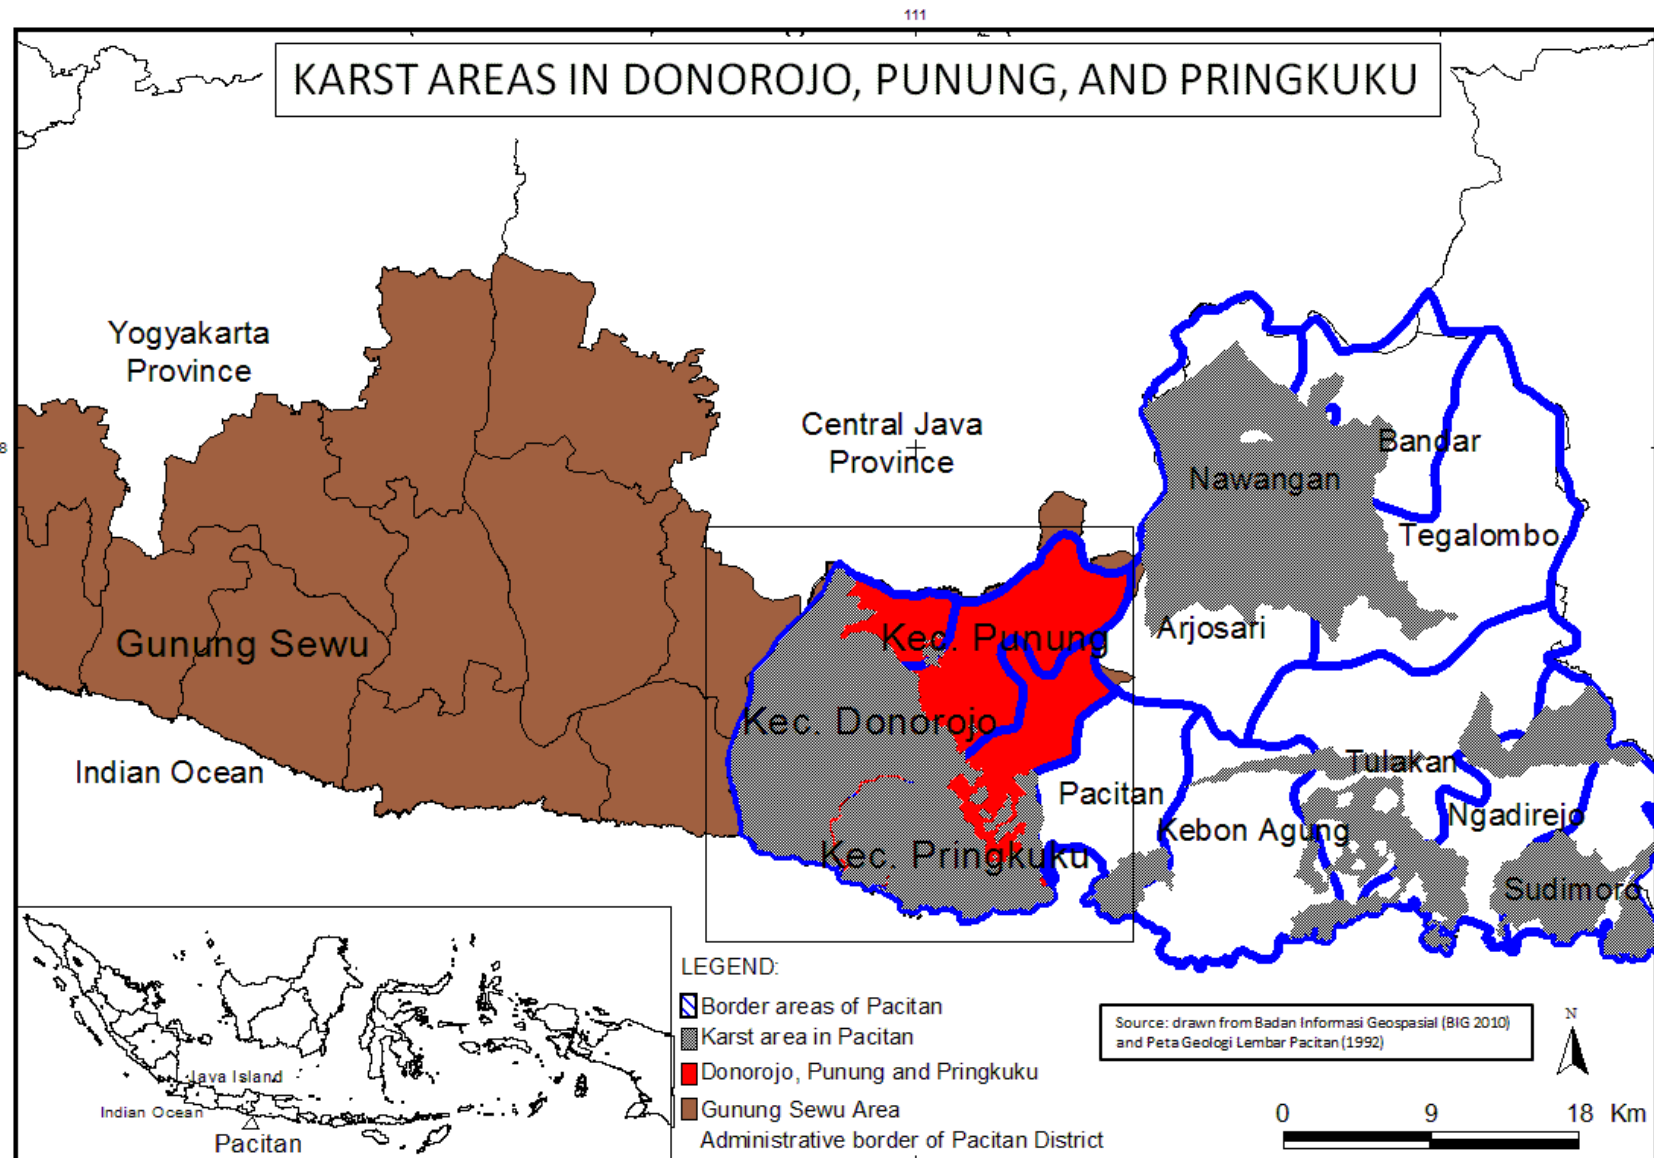 111
KARST AREAS IN DONOROJO, PUNUNG, AND PRINGKUKU
Yogyakarta
Province
Central Java
Province
8
Bandar
Nawangan
Tegalombo
Arjosari
Kec. Punung
Gunung Sewu
Kec. Donorojo
Indian Ocean
Tulakan
Pacitan
Ngadirejo
Kebon Agung
Kec. Pringkuku
Sudimoro
LEGEND:
Border areas of Pacitan
Karst area in Pacitan
Donorojo, Punung and Pringkuku
Gunung Sewu Area
Administrative border of Pacitan District
Java Island
Indian Ocean
Pacitan
Source: drawn from Badan Informasi Geospasial (BIG 2010)
and Peta Geologi Lembar Pacitan (1992)
N
0 9 18 Km